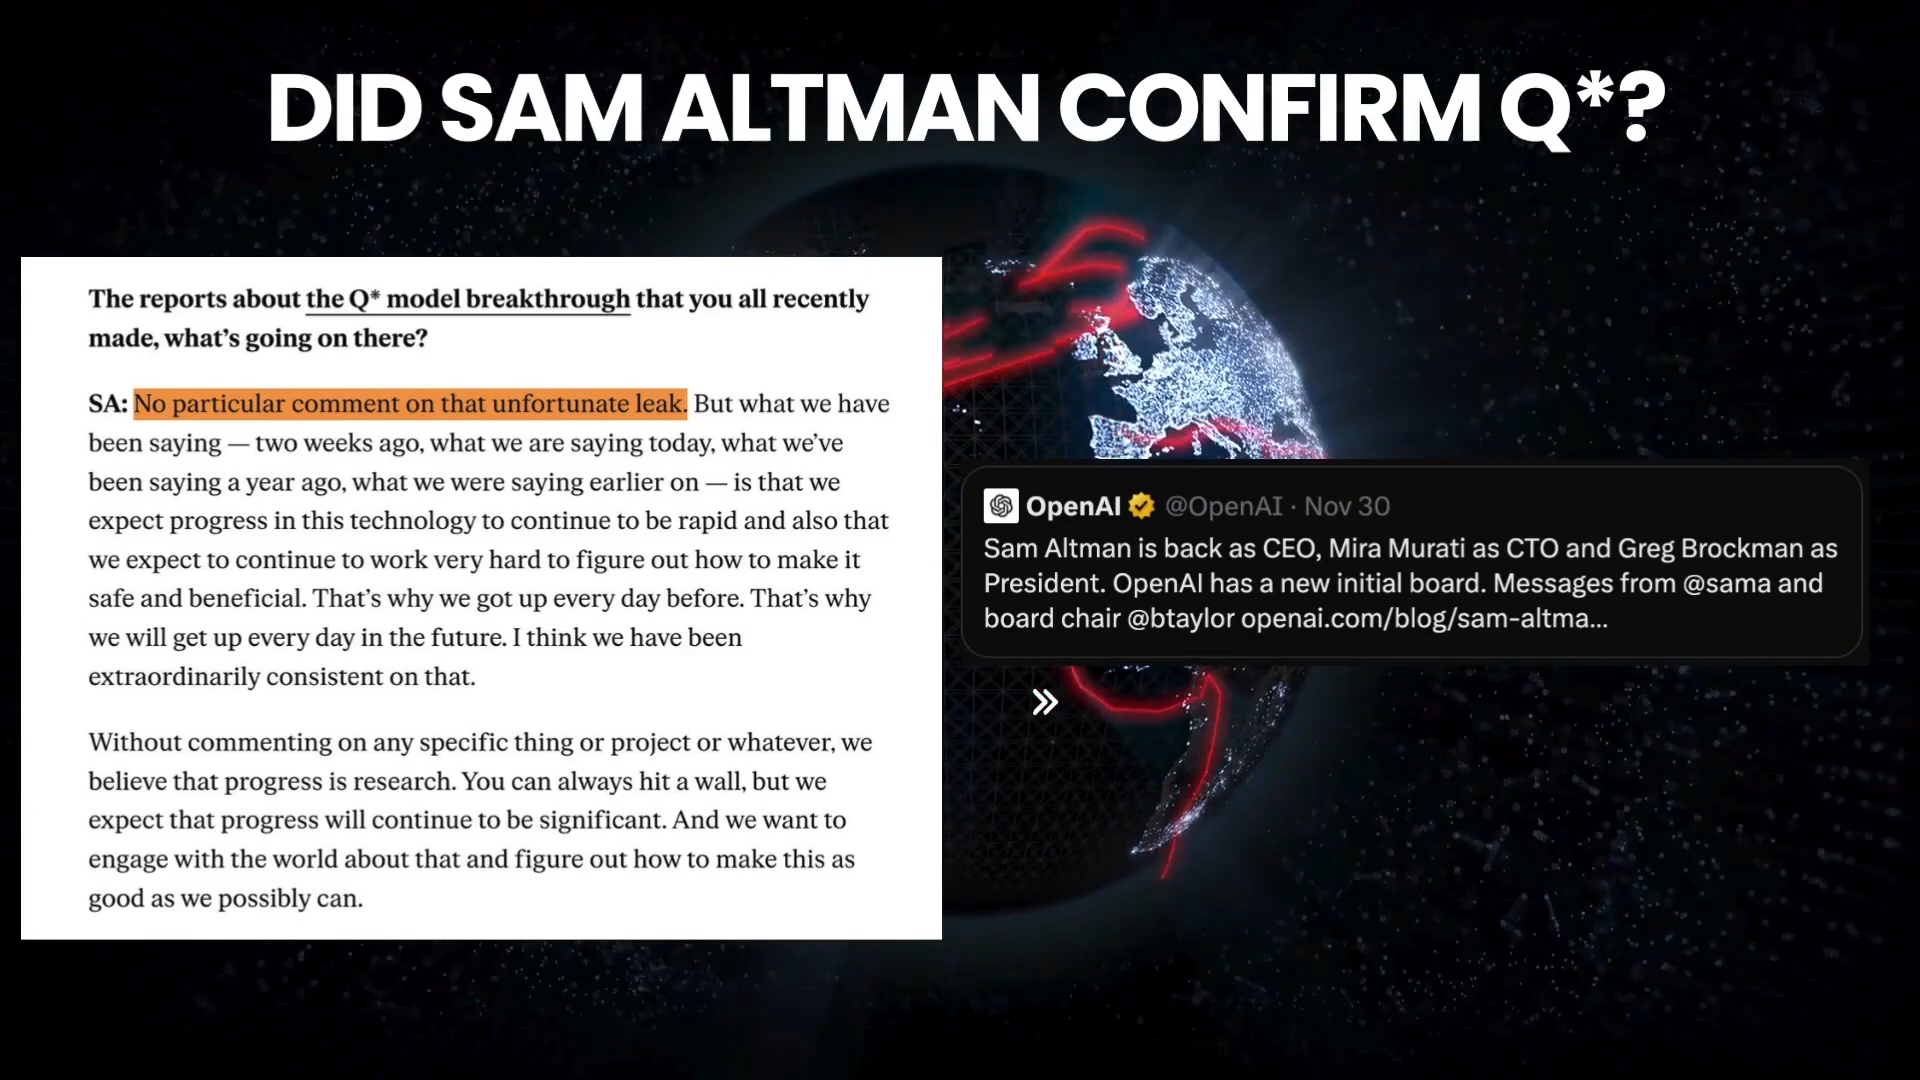 DID SAM ALTMAN CONFIRM Q*?
The reports about the Q* model breakthrough that you all recently
made, what’s going on there?
SA: No particular comment on that unfortunate leak. But what we have
been saying — two weeks ago, what we are saying today, what we’ve
been saying a year ago, what we were saying earlier on — is that we
expect progress in this technology to continue to be rapid and also that
we expect to continue to work very hard to figure out how to make it
safe and beneficial. That’s why we got up every day before. That’s why
we will get up every day in the future. I think we have been
extraordinarily consistent on that.
Without commenting on any specific thing or project or whatever, we
believe that progress is research. You can always hit a wall, but we
expect that progress will continue to be significant. And we want to
engage with the world about that and figure out how to make this as
good as we possibly can.
OpenAI @OpenAI · Nov 30
Sam Altman is back as CEO, Mira Murati as CTO and Greg Brockman as
President. OpenAI has a new initial board. Messages from @sama and
board chair @btaylor openai.com/blog/sam-altma...